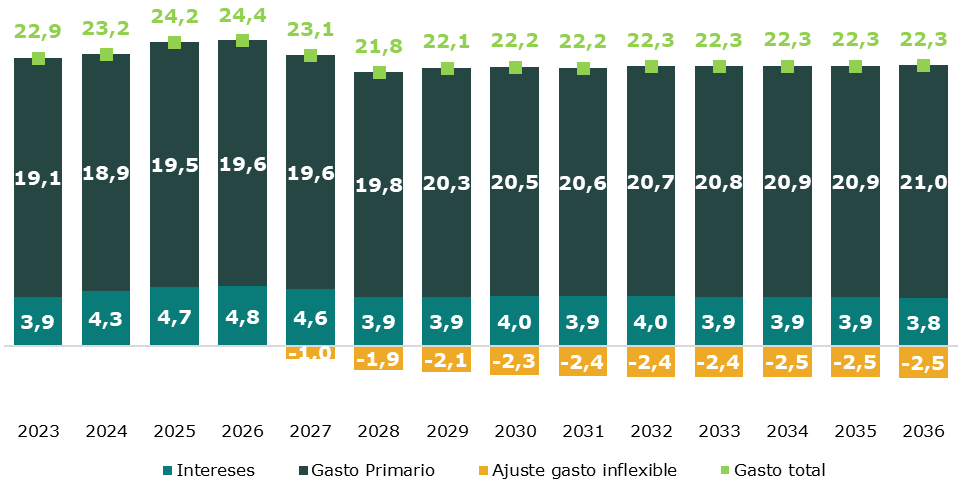 22,9 23,2 24,2 24,4 23,1 21,8 22,1 22,2 22,2 22,3 22,3 22,3 22,3 22,3
19,1 18,9 19,5 19,6 19,6 19,8 20,3 20,5 20,6 20,7 20,8 20,9 20,9 21,0
3,9 4,3 4,7 4,8 4,6 3,9 3,9 4,0 3,9 4,0 3,9 3,9 3,9 3,8
-1,0 -1,9 -2,1 -2,3 -2,4 -2,4 -2,4 -2,5 -2,5 -2,5
2023 2024 2025 2026 2027 2028 2029 2030 2031 2032 2033 2034 2035 2036
Intereses Gasto Primario Ajuste gasto inflexible Gasto total